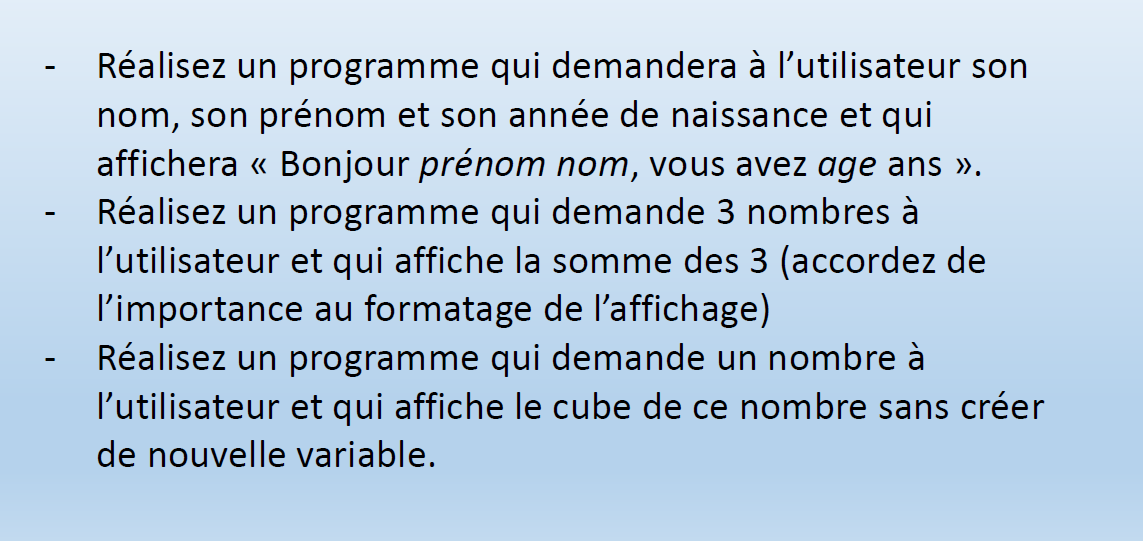 - Réalisez un programme qui demandera à l’utilisateur son
nom, son prénom et son année de naissance et qui
affichera « Bonjour prénom nom, vous avez age ans ».
- Réalisez un programme qui demande 3 nombres à
l’utilisateur et qui affiche la somme des 3 (accordez de
l’importance au formatage de l’affichage)
- Réalisez un programme qui demande un nombre à
l’utilisateur et qui affiche le cube de ce nombre sans créer
de nouvelle variable.